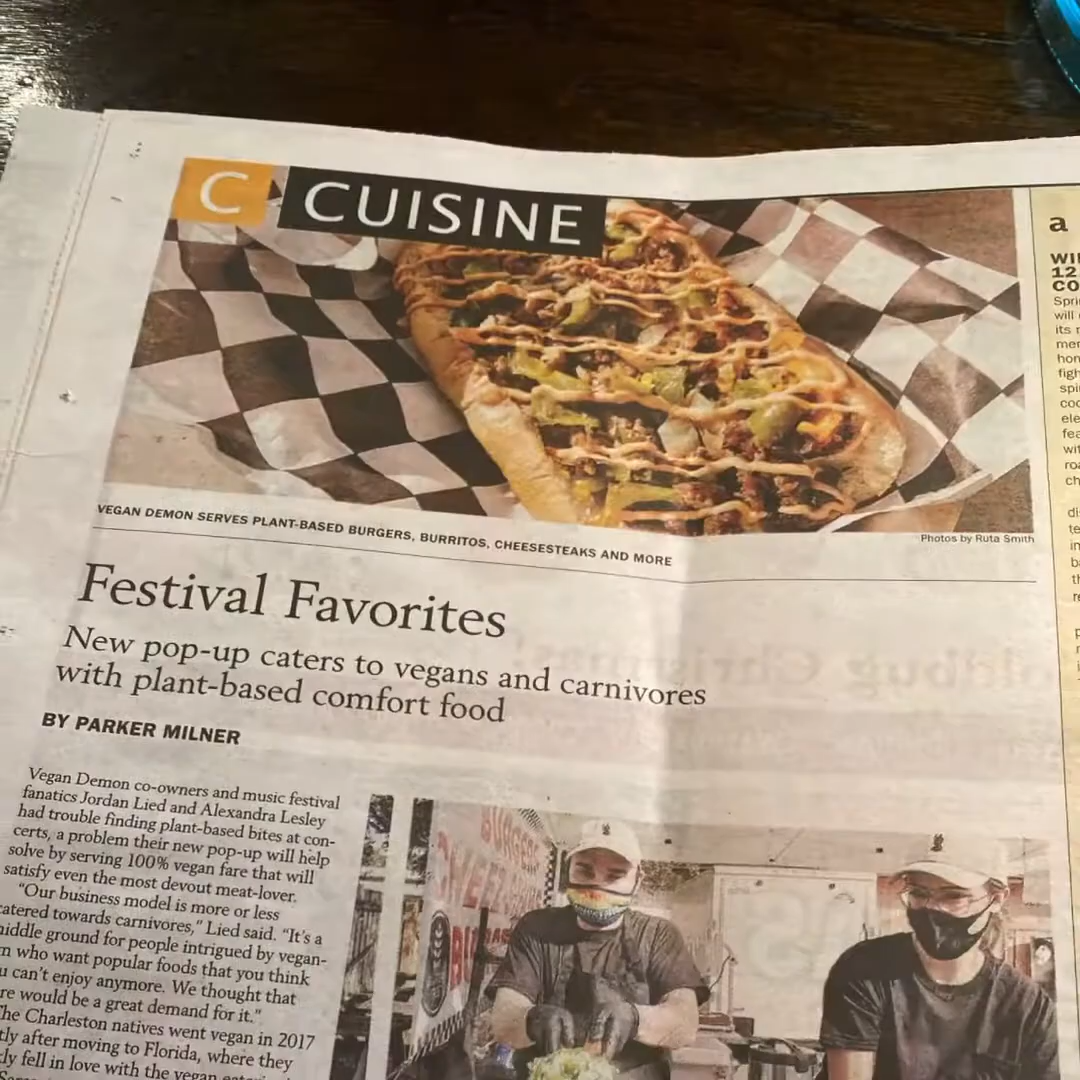 C CUISINE
VEGAN DEMON SERVES PLANT-BASED BURGERS, BURRITOS, CHEESESTEAKS AND MORE
Photos by Ruta Smith
Festival Favorites
New pop-up caters to vegans and carnivores
with plant-based comfort food
BY PARKER MILNER
Vegan Demon co-owners and music festival
fanatics Jordan Lied and Alexandra Lesley
had trouble finding plant-based bites at con-
certs, a problem their new pop-up will help
solve by serving 100% vegan fare that will
satisfy even the most devout meat-lover.
“Our business model is more or less
catered towards carnivores,” Lied said. “It’s a
middle ground for people intrigued by vegan-
who want popular foods that you think
can’t enjoy anymore. We thought that
would be a great demand for it.”
The Charleston natives went vegan in 2017
after moving to Florida, where they
fell in love with the vegan
BURGERS
a
12
CO
will
its